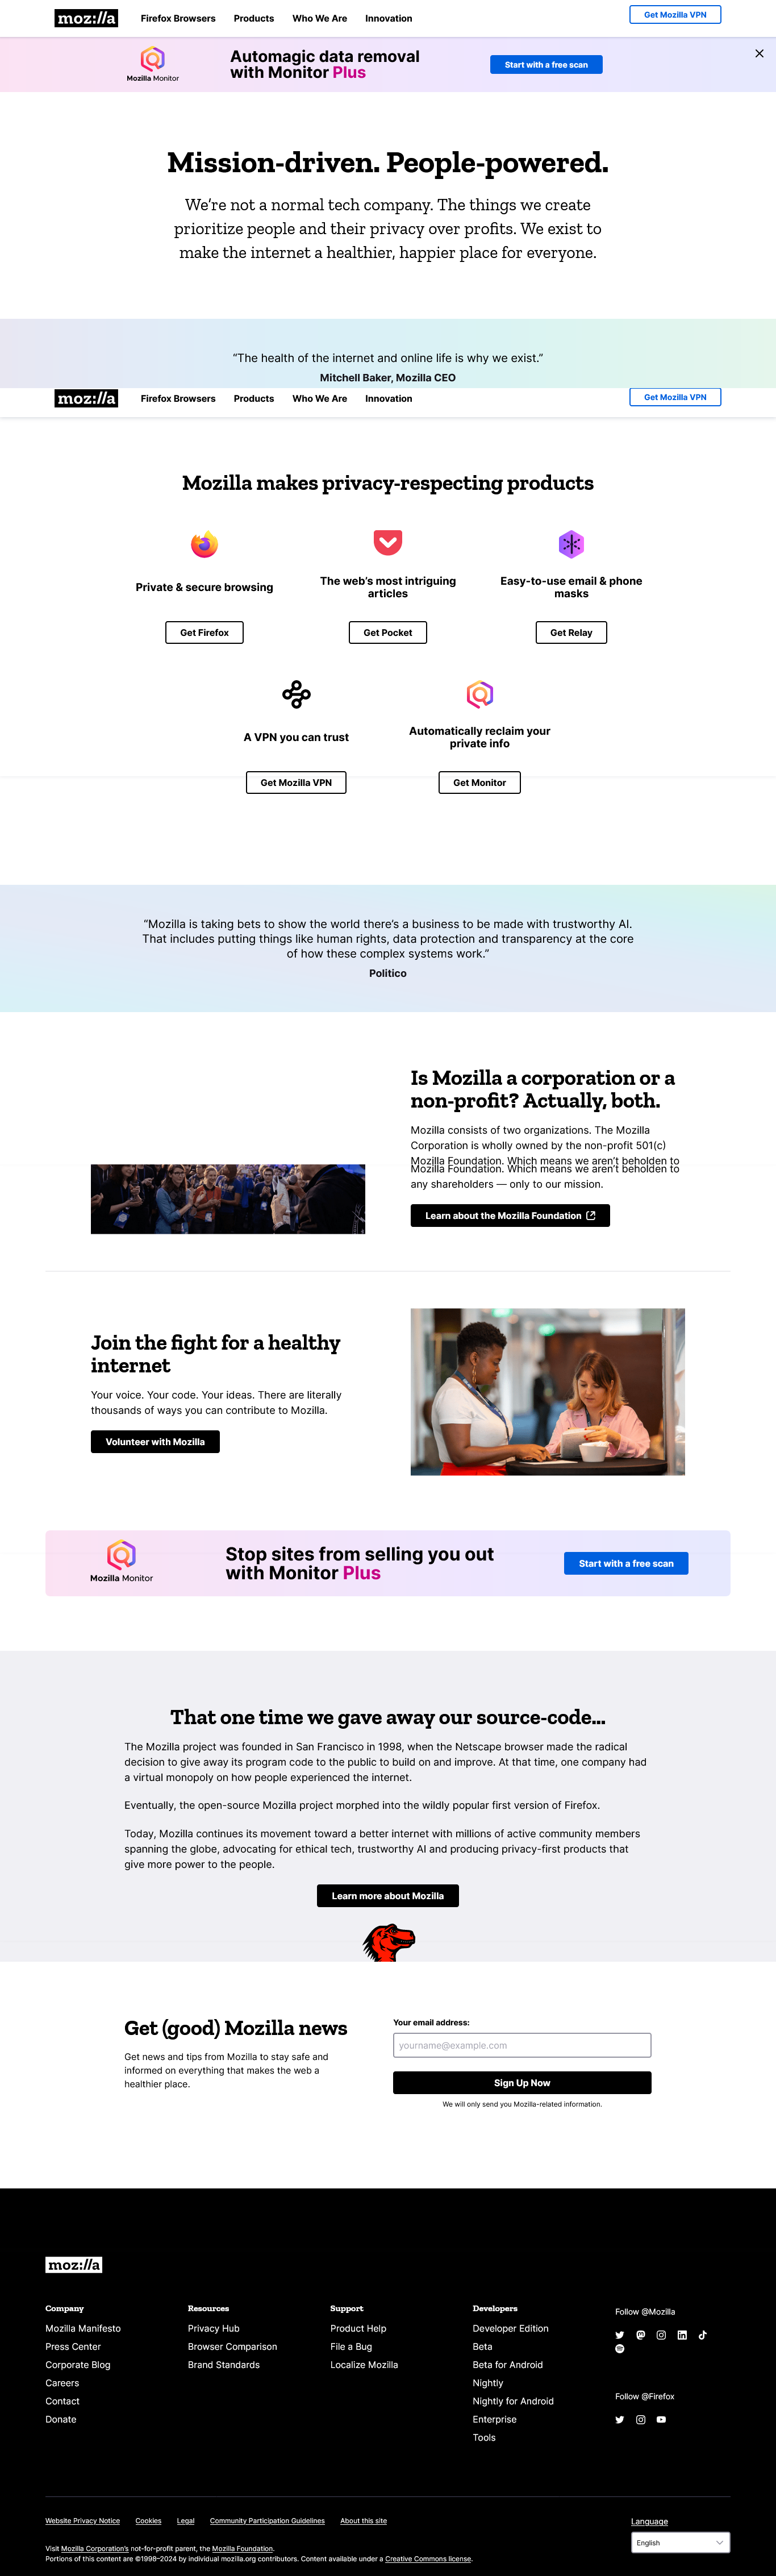 moz://a
Firefox Browsers Products Who We Are Innovation
Get Mozilla VPN
Mozilla Monitor
Automagic data removal
with Monitor Plus
Start with a free scan
Mission-driven. People-powered.
We’re not a normal tech company. The things we create
prioritize people and their privacy over profits. We exist to
make the internet a healthier, happier place for everyone.
“The health of the internet and online life is why we exist.”
Mitchell Baker, Mozilla CEO
moz://a
Firefox Browsers Products Who We Are Innovation
Get Mozilla VPN
Mozilla makes privacy-respecting products
Private & secure browsing
Get Firefox
The web’s most intriguing
articles
Get Pocket
Easy-to-use email & phone
masks
Get Relay
A VPN you can trust
Get Mozilla VPN
Automatically reclaim your
private info
Get Monitor
“Mozilla is taking bets to show the world there’s a business to be made with trustworthy AI.
That includes putting things like human rights, data protection and transparency at the core
of how these complex systems work.”
Politico
Is Mozilla a corporation or a
non-profit? Actually, both.
Mozilla consists of two organizations. The Mozilla
Corporation is wholly owned by the non-profit 501(c)
Mozilla Foundation. Which means we aren’t beholden to
Mozilla Foundation. Which means we aren’t beholden to
any shareholders — only to our mission.
Learn about the Mozilla Foundation
Join the fight for a healthy
internet
Your voice. Your code. Your ideas. There are literally
thousands of ways you can contribute to Mozilla.
Volunteer with Mozilla
Mozilla Monitor
Stop sites from selling you out
with Monitor Plus
Start with a free scan
That one time we gave away our source-code...
The Mozilla project was founded in San Francisco in 1998, when the Netscape browser made the radical
decision to give away its program code to the public to build on and improve. At that time, one company had
a virtual monopoly on how people experienced the internet.
Eventually, the open-source Mozilla project morphed into the wildly popular first version of Firefox.
Today, Mozilla continues its movement toward a better internet with millions of active community members
spanning the globe, advocating for ethical tech, trustworthy AI and producing privacy-first products that
give more power to the people.
Learn more about Mozilla
Get (good) Mozilla news
Get news and tips from Mozilla to stay safe and
informed on everything that makes the web a
healthier place.
Your email address:
yourname@example.com
Sign Up Now
We will only send you Mozilla-related information.
moz://a
Company
Mozilla Manifesto
Press Center
Corporate Blog
Careers
Contact
Donate
Resources
Privacy Hub
Browser Comparison
Brand Standards
Support
Product Help
File a Bug
Localize Mozilla
Developers
Developer Edition
Beta
Beta for Android
Nightly
Nightly for Android
Enterprise
Tools
Follow @Mozilla
Follow @Firefox
Website Privacy Notice Cookies Legal Community Participation Guidelines About this site
Visit Mozilla Corporation’s not-for-profit parent, the Mozilla Foundation.
Portions of this content are ©1998–2024 by individual mozilla.org contributors. Content available under a Creative Commons license.
Language
English